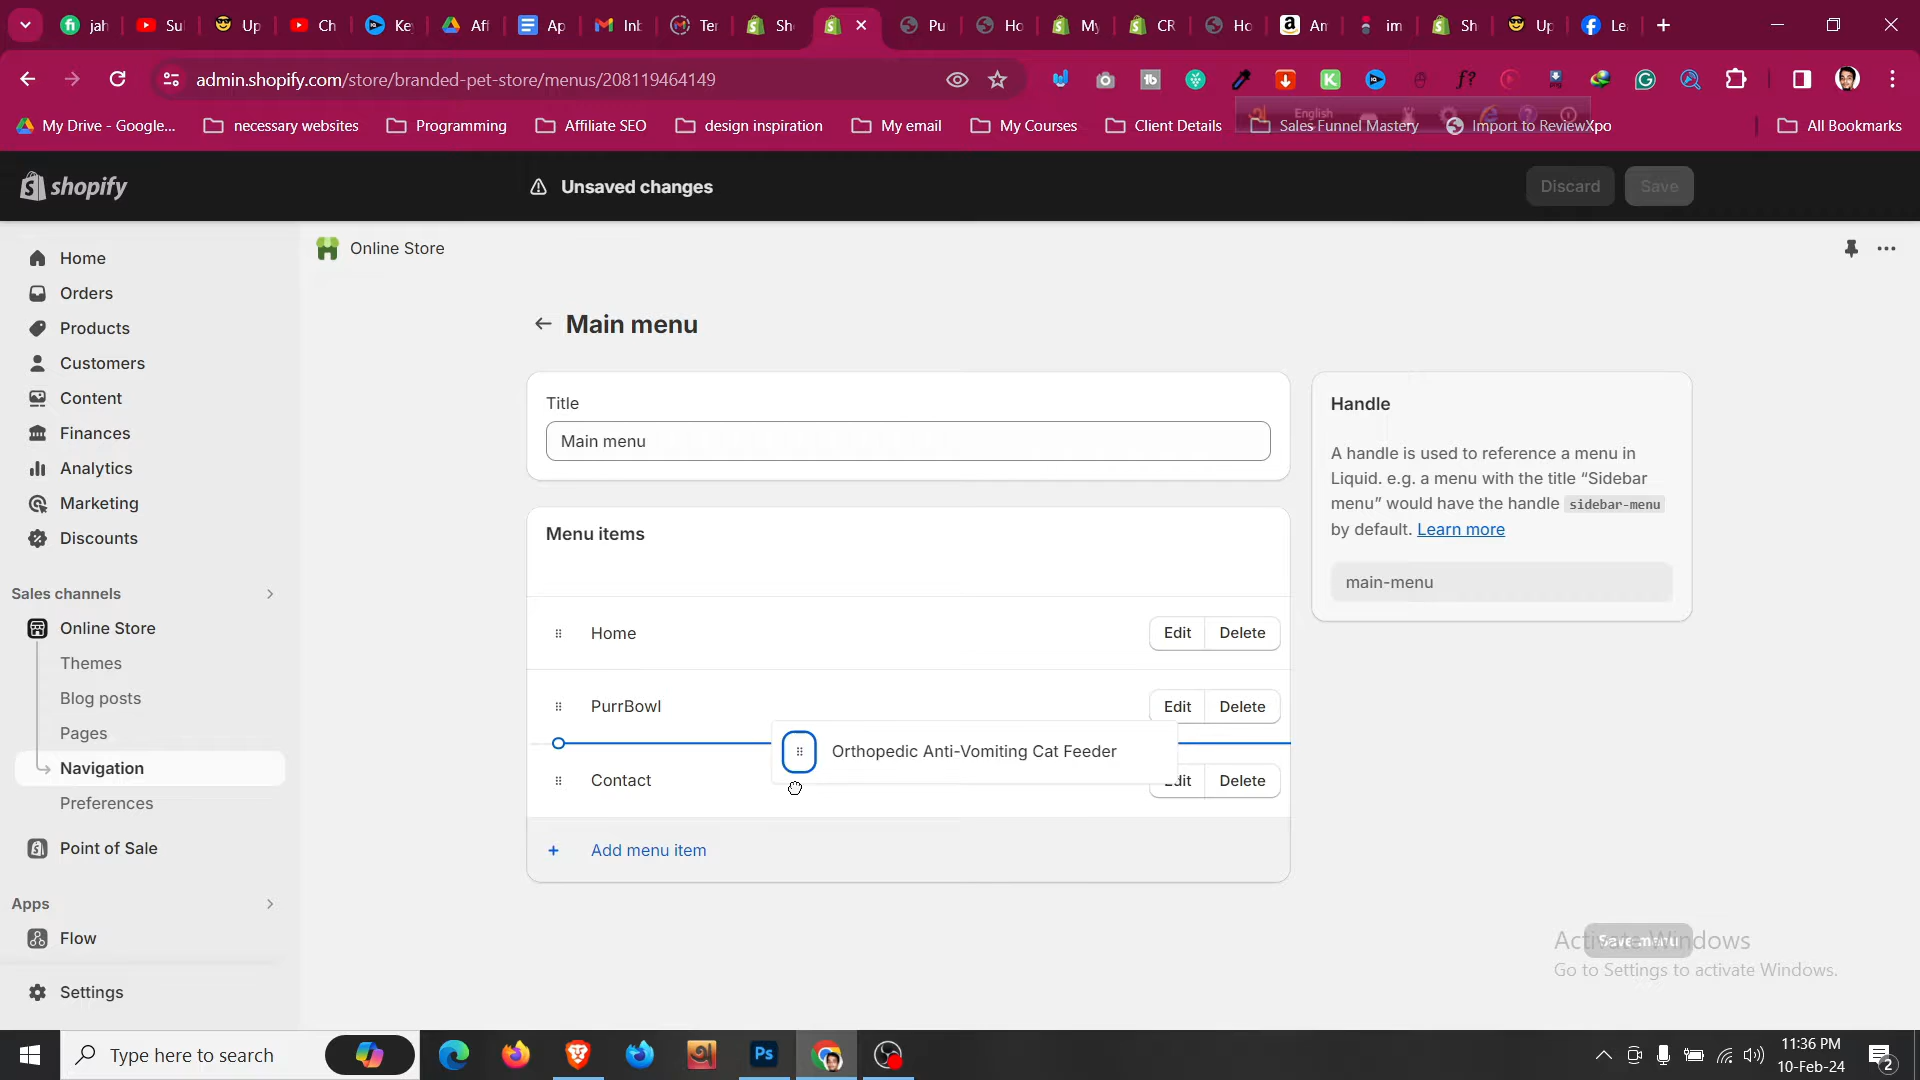 jah
Su
Up
Ch
Ke
Aff
Ap
Inb
Ter
Sh
Pu
Ho
My
CR
Ho
Am
im
Sh
Up
Le
admin.shopify.com/store/branded-pet-store/menus/208119464149
My Drive - Google...
necessary websites
Programming
Affiliate SEO
design inspiration
My email
My Courses
Client Details
Sales Funnel Mastery
Import to ReviewXpo
All Bookmarks
English
shopify
Unsaved changes
Discard
Save
Home
Orders
Products
Customers
Content
Finances
Analytics
Marketing
Discounts
Sales channels
Online Store
Themes
Blog posts
Pages
Navigation
Preferences
Point of Sale
Apps
Flow
Settings
Online Store
Main menu
Title
Main menu
Menu items
Home
Edit
Delete
PurrBowl
Edit
Delete
Orthopedic Anti-Vomiting Cat Feeder
Contact
Edit
Delete
+ Add menu item
Handle
A handle is used to reference a menu in
Liquid. e.g. a menu with the title “Sidebar
menu” would have the handle sidebar-menu
by default. Learn more
main-menu
Save menu
Activate Windows
Go to Settings to activate Windows.
Type here to search
Ps
11:36 PM
10-Feb-24
2